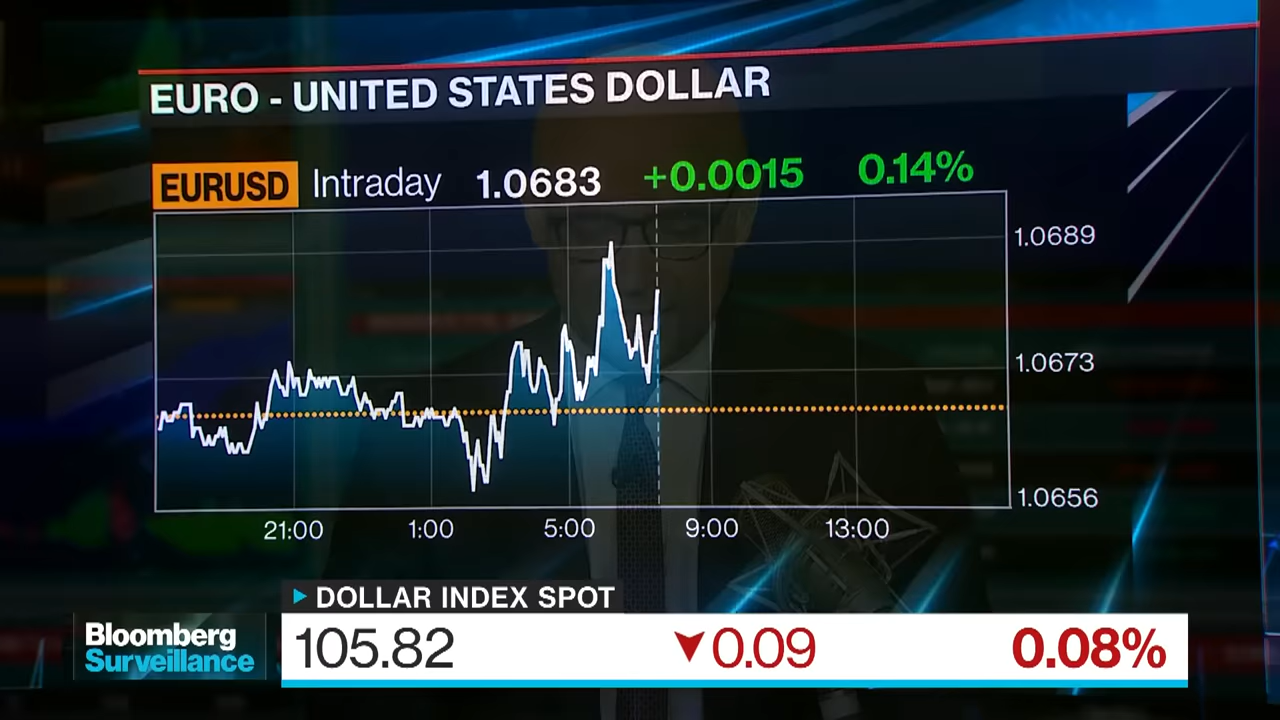 EURO - UNITED STATES DOLLAR
EURUSD Intraday 1.0683 +0.0015 0.14%
1.0689
1.0673
1.0656
21:00 1:00 5:00 9:00 13:00
DOLLAR INDEX SPOT
Bloomberg
Surveillance
105.82 0.09 0.08%